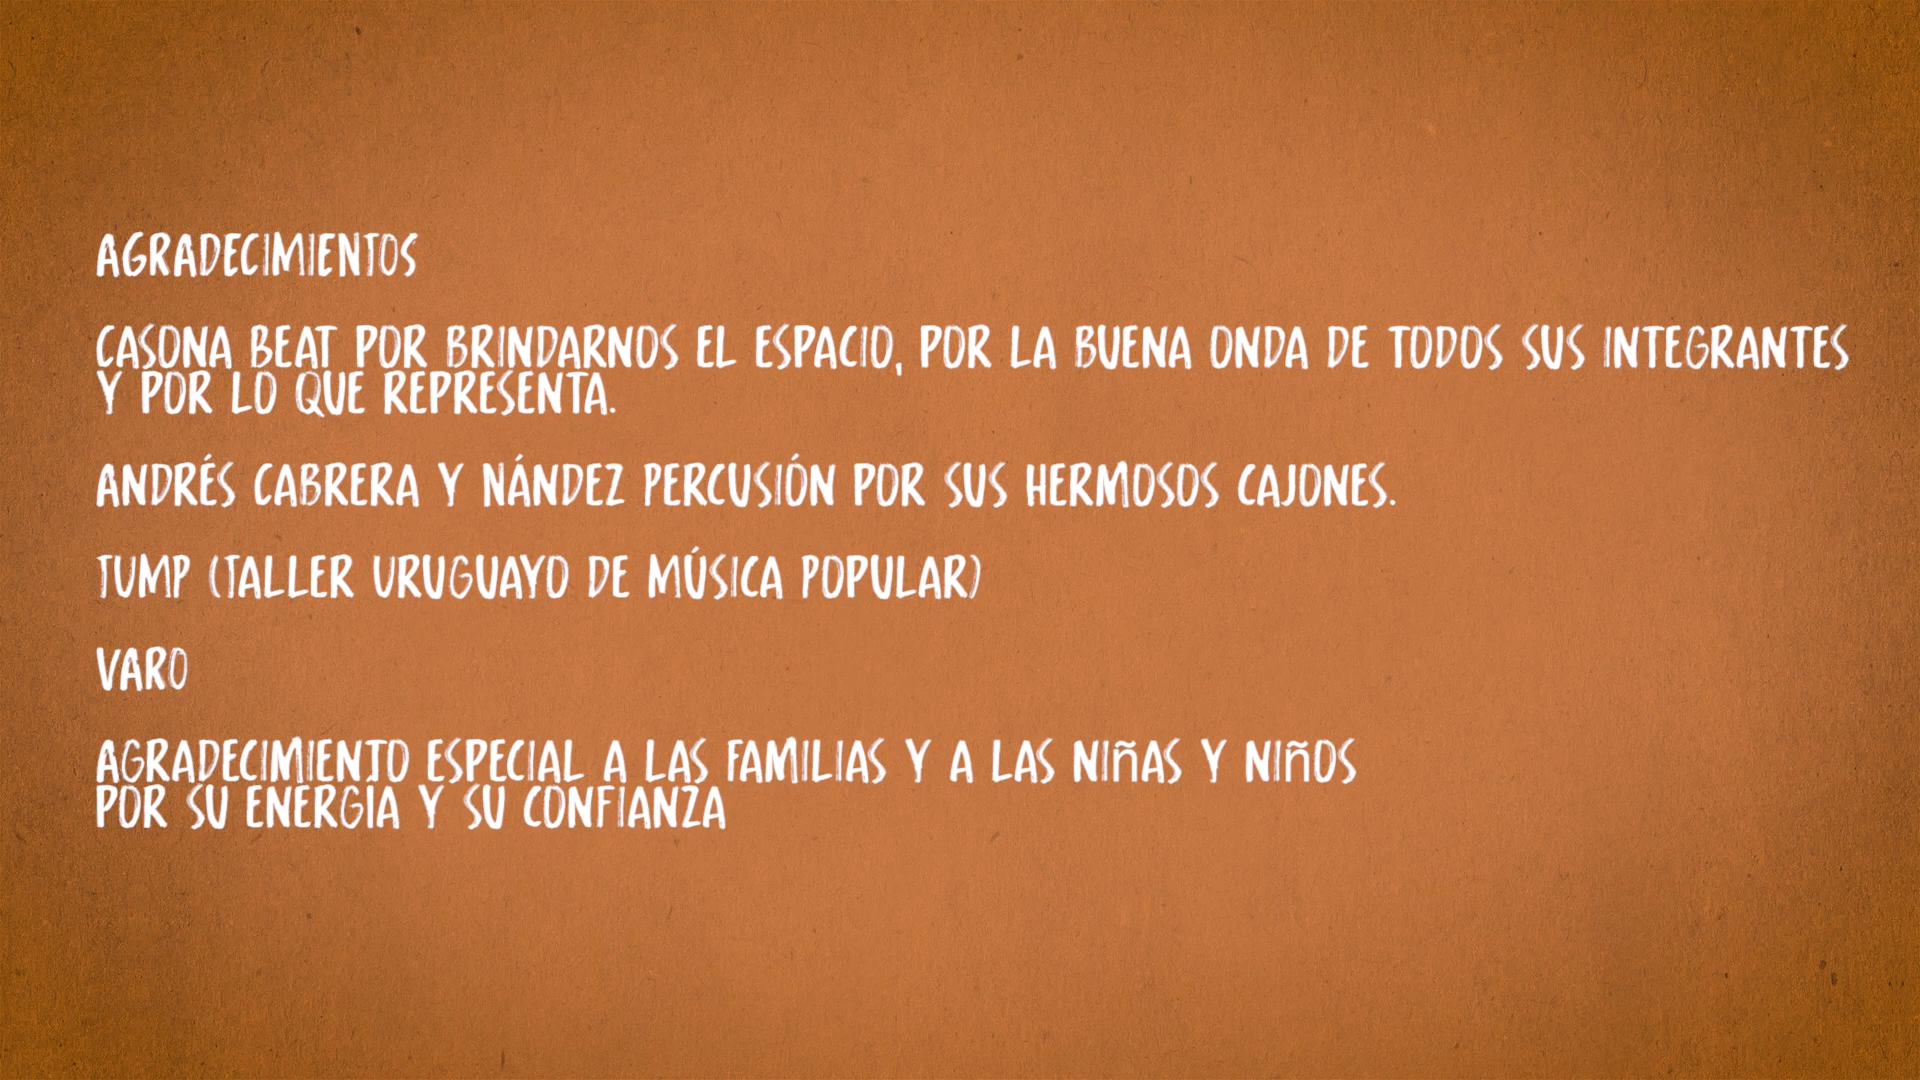 AGRADECIMIENTOS
CASONA BEAT POR BRINDARNOS EL ESPACIO, POR LA BUENA ONDA DE TODOS SUS INTEGRANTES
Y POR LO QUE REPRESENTA.
ANDRÉS CABRERA Y NÁNDEZ PERCUSIÓN POR SUS HERMOSOS CAJONES.
TUMP (TALLER URUGUAYO DE MÚSICA POPULAR)
VARO
AGRADECIMIENTO ESPECIAL A LAS FAMILIAS Y A LAS NIñAS Y NIñOS
POR SU ENERGÍA Y SU CONFIANZA